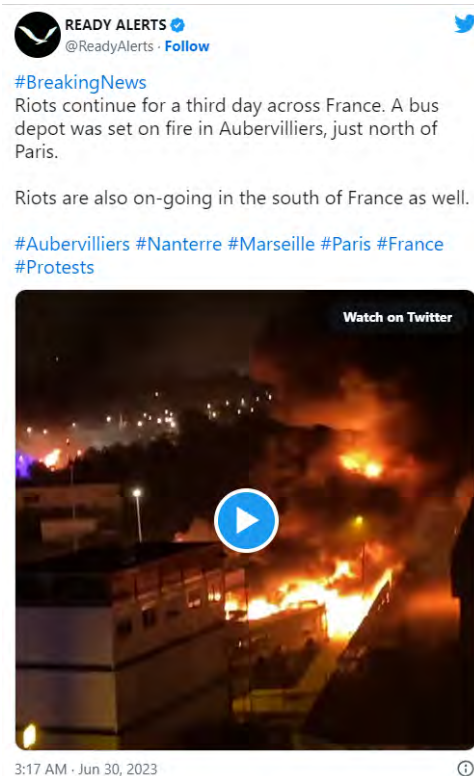 READY ALERTS
@ReadyAlerts · Follow
#BreakingNews
Riots continue for a third day across France. A bus
depot was set on fire in Aubervilliers, just north of
Paris.
Riots are also on-going in the south of France as well.
#Aubervilliers #Nanterre #Marseille #Paris #France
#Protests
Watch on Twitter
3:17 AM · Jun 30, 2023